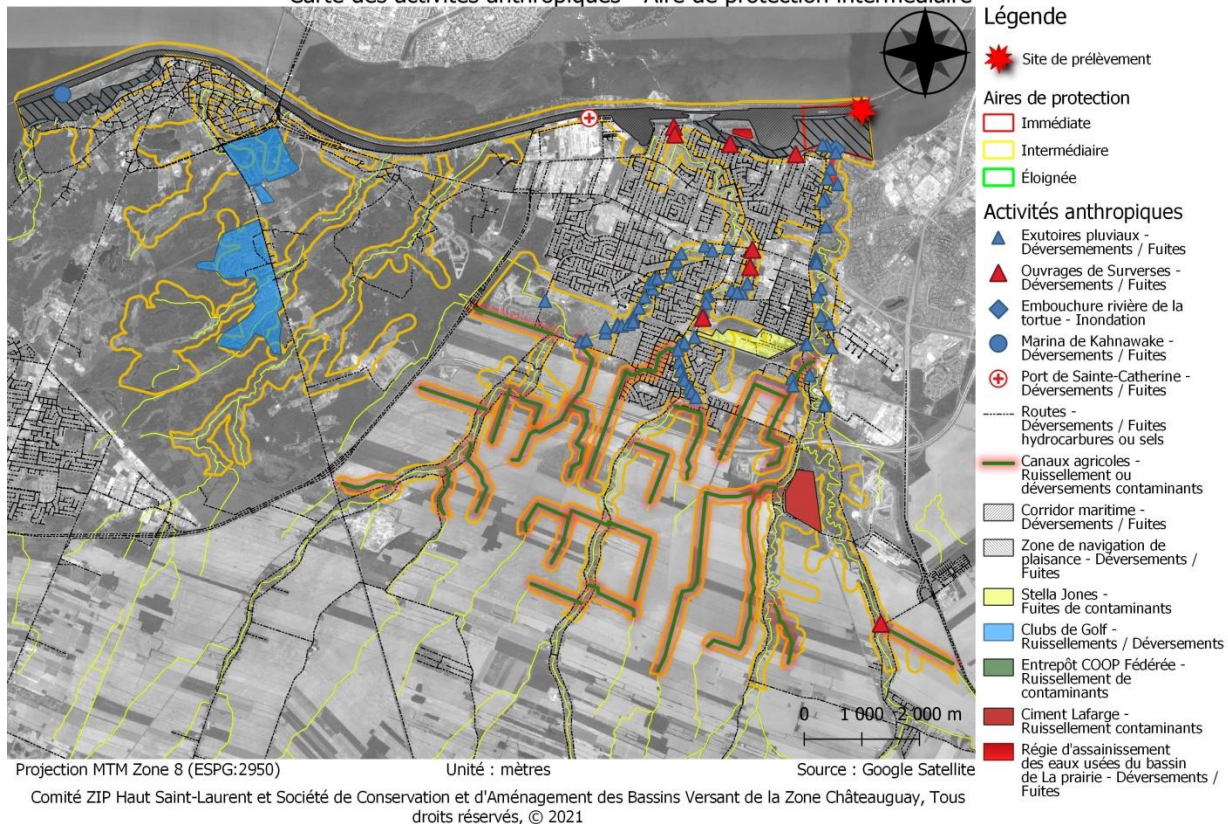 Carte des activités anthropiques - Aire de protection intermédiaire
Légende
Site de prélèvement
Aires de protection
Immédiate
Intermédiaire
Éloignée
Activités anthropiques
Exutoires pluviaux -
Déversemements / Fuites
Ouvrages de Surverses -
Déversements / Fuites
Embouchure rivière de la
tortue - Inondation
Marina de Kahnawake -
Déversements / Fuites
Port de Sainte-Catherine -
Déversements / Fuites
Routes -
Déversements / Fuites
hydrocarbures ou sels
Canaux agricoles -
Ruissellement ou
déversements contaminants
Corridor maritime -
Déversements / Fuites
Zone de navigation de
plaisance - Déversements /
Fuites
Stella Jones -
Fuites de contaminants
Clubs de Golf -
Ruissellements / Déversements
Entrepôt COOP Fédérée -
Ruissellement de
contaminants
Ciment Lafarge -
Ruissellement contaminants
Régie d'assainissement
des eaux usées du bassin
de La prairie - Déversements /
Fuites
0 1 000 2 000 m
Projection MTM Zone 8 (ESPG:2950) Unité : mètres Source : Google Satellite
Comité ZIP Haut Saint-Laurent et Société de Conservation et d'Aménagement des Bassins Versant de la Zone Châteauguay, Tous
droits réservés, © 2021